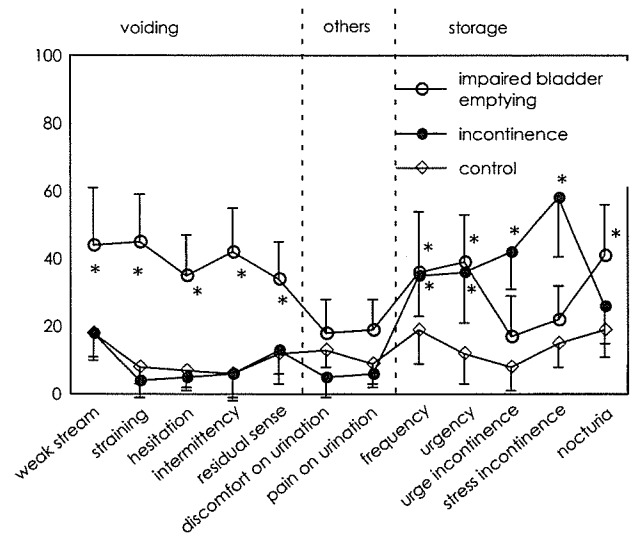 voiding
others
storage
100
80
60
40
20
0
impaired bladder
emptying
incontinence
control
*
*
*
*
*
*
*
*
*
*
*
*
weak stream
straining
hesitation
intermittency
residual sense
discomfort on urination
pain on urination
frequency
urgency
urge incontinence
stress incontinence
nocturia